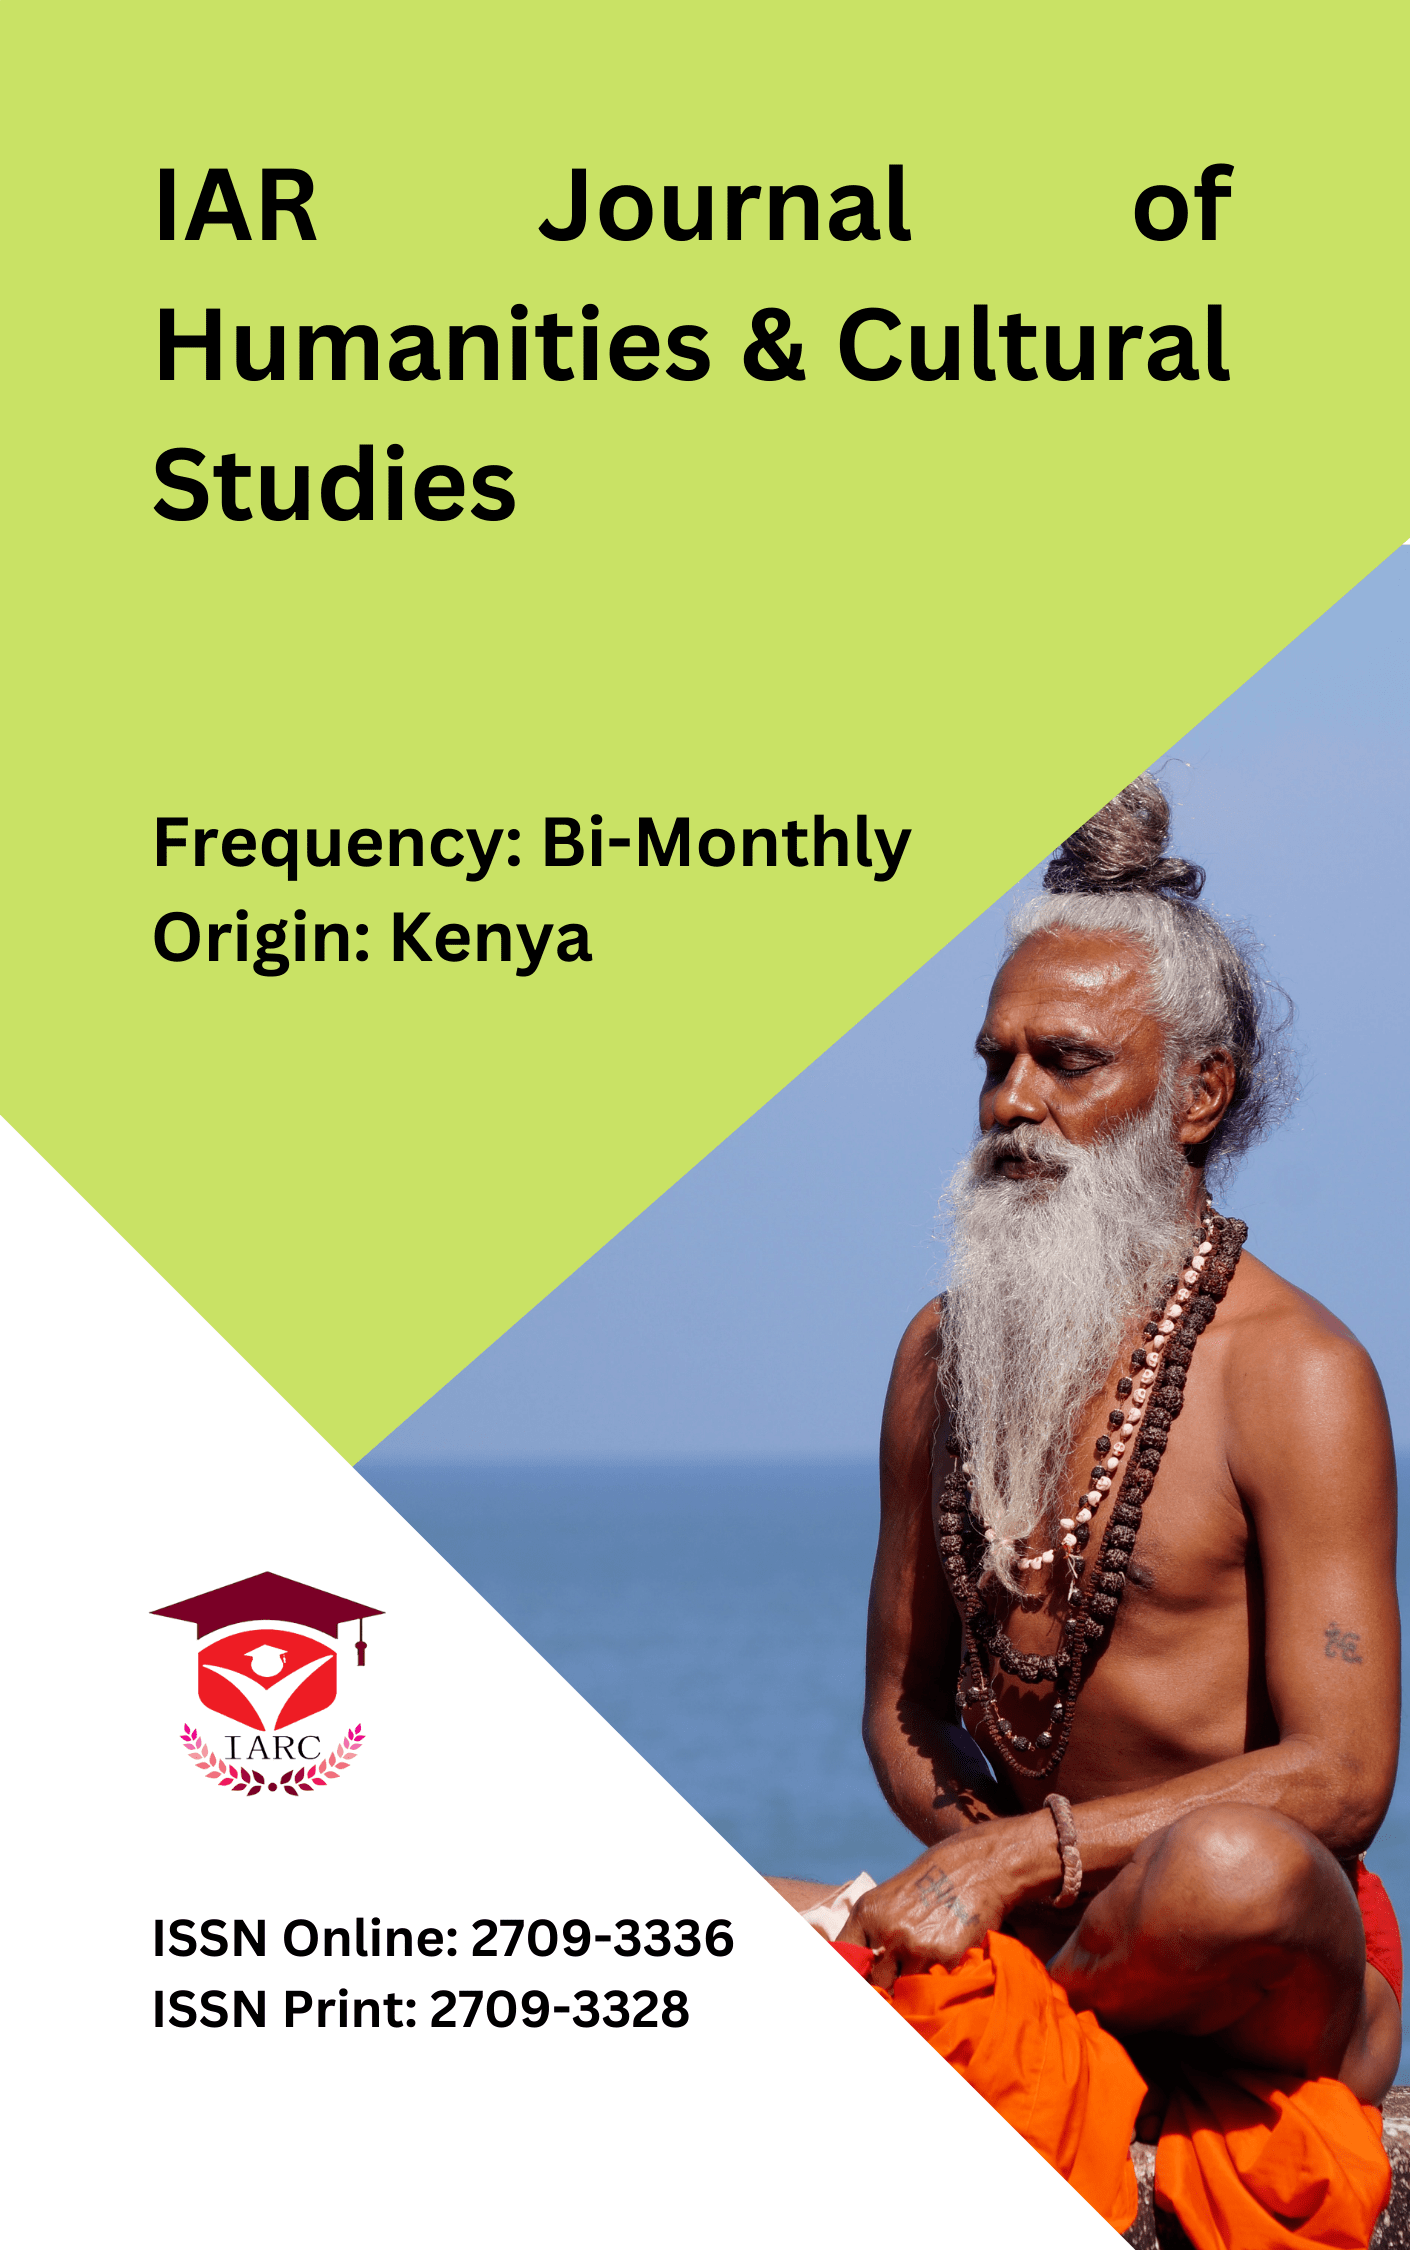 IAR Journal of
Humanities & Cultural
Studies
Frequency: Bi-Monthly
Origin: Kenya
IARC
ISSN Online: 2709-3336
ISSN Print: 2709-3328